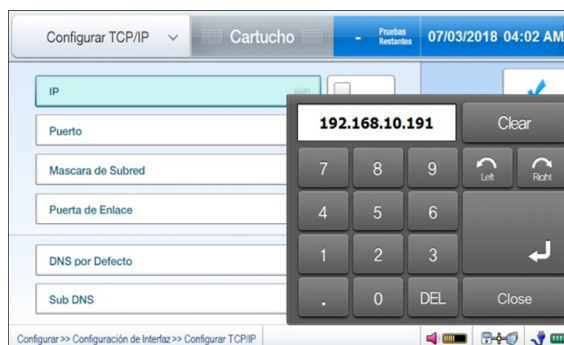 Configurar TCP/IP
Cartucho
- Pruebas Restantes
07/03/2018 04:02 AM
IP
Puerto
Mascara de Subred
Puerta de Enlace
DNS por Defecto
Sub DNS
192.168.10.191
Clear
7 8 9
Left Right
4 5 6
1 2 3
. 0 DEL
Close
Configurar >> Configuración de Interfaz >> Configurar TCP/IP